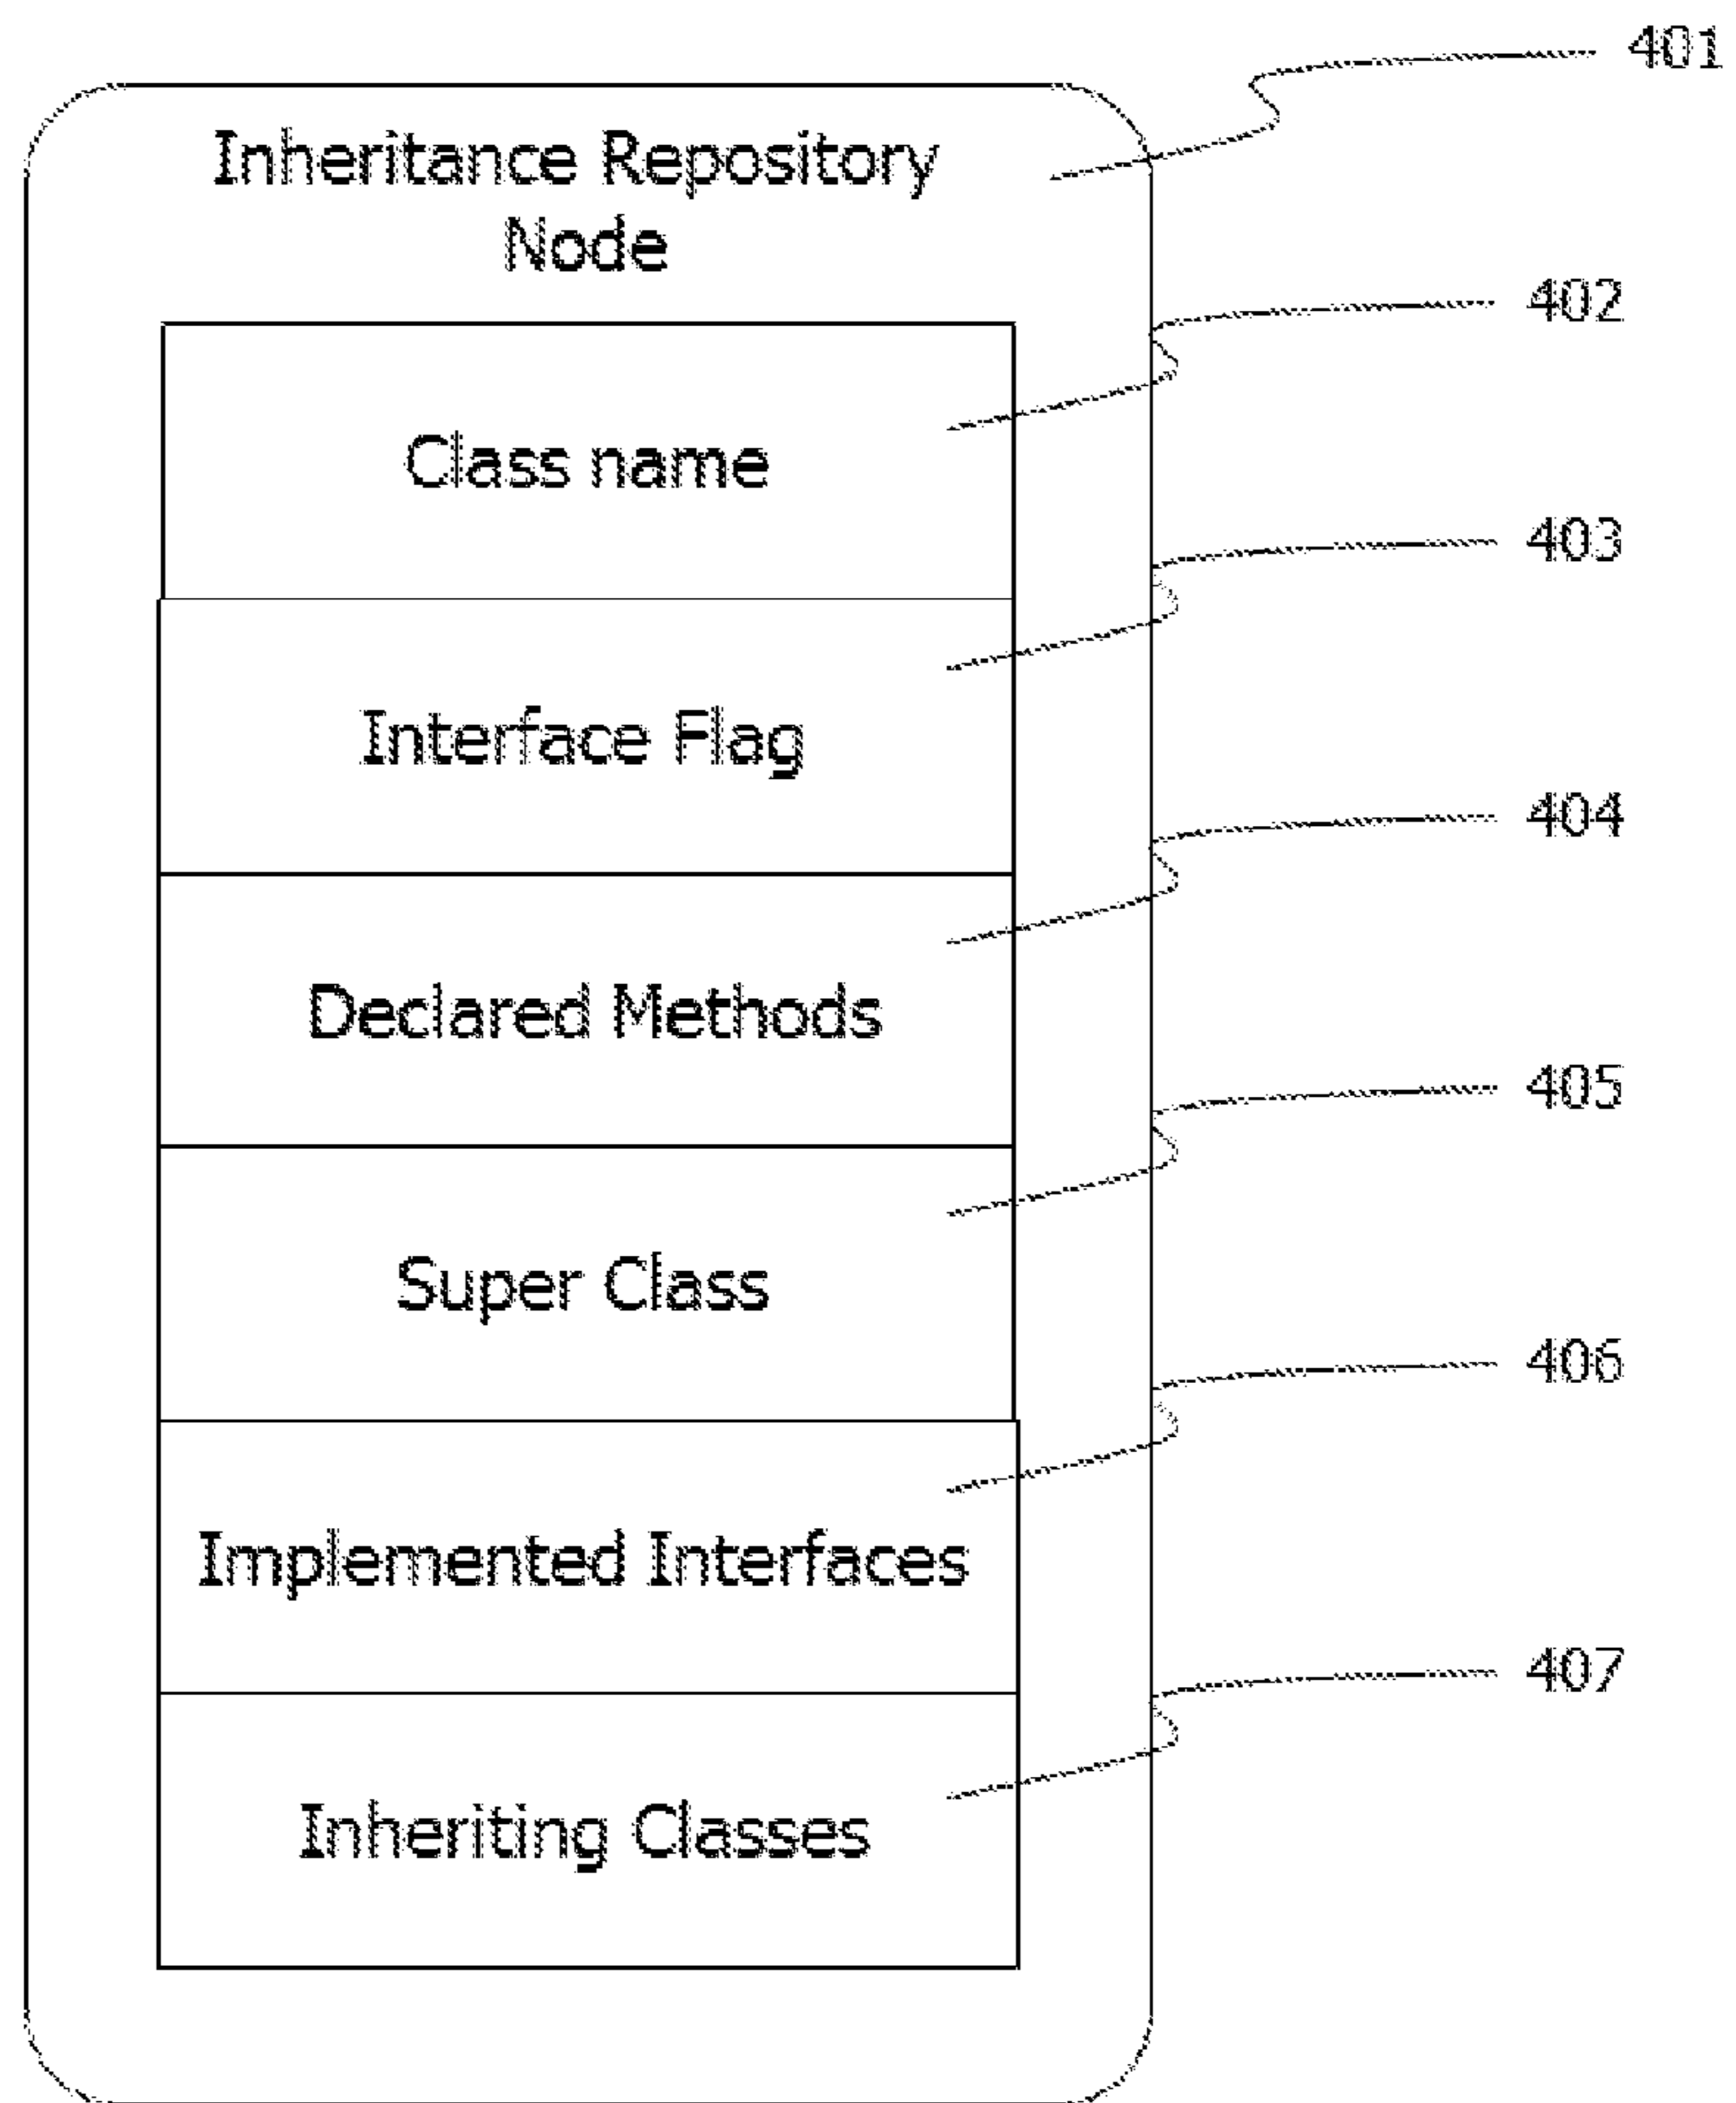 401
Inheritance Repository
Node
402
Class name
403
Interface Flag
404
Declared Methods
405
Super Class
406
Implemented Interfaces
407
Inheriting Classes